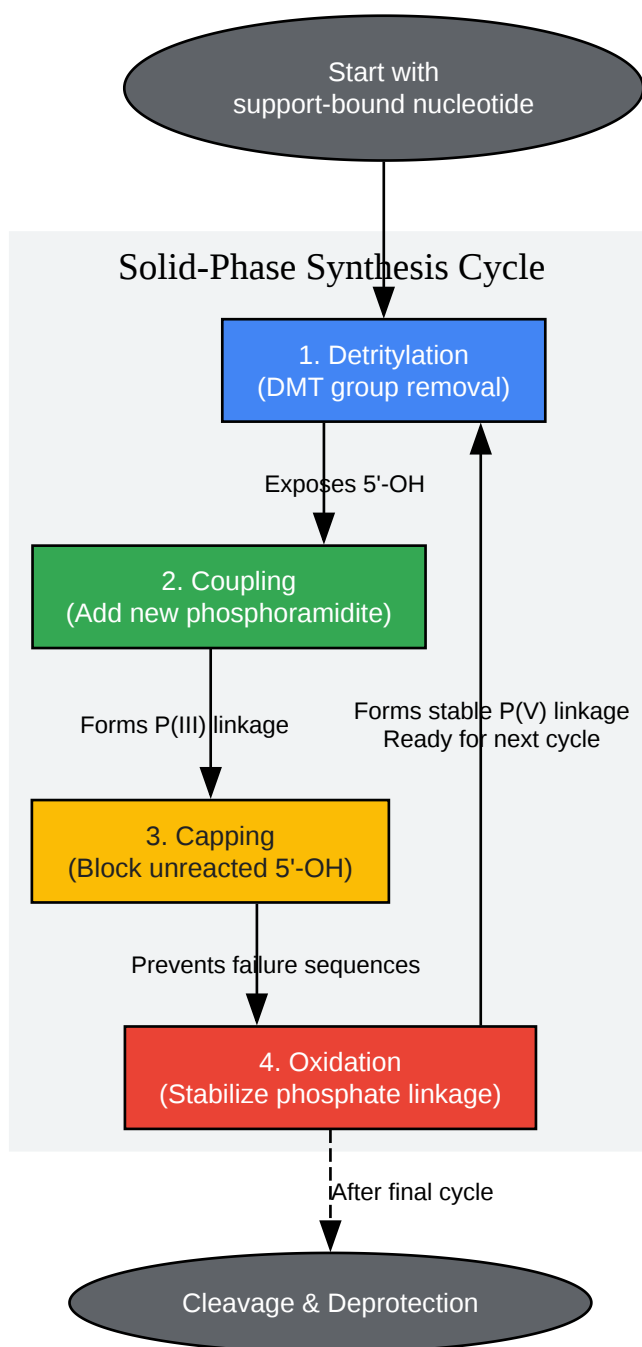 Start with
support-bound nucleotide
Solid-Phase Synthesis Cycle
1. Detritylation
(DMT group removal)
Exposes 5'-OH
2. Coupling
(Add new phosphoramidite)
Forms P(III) linkage
Forms stable P(V) linkage
Ready for next cycle
3. Capping
(Block unreacted 5'-OH)
Prevents failure sequences
4. Oxidation
(Stabilize phosphate linkage)
After final cycle
Cleavage & Deprotection